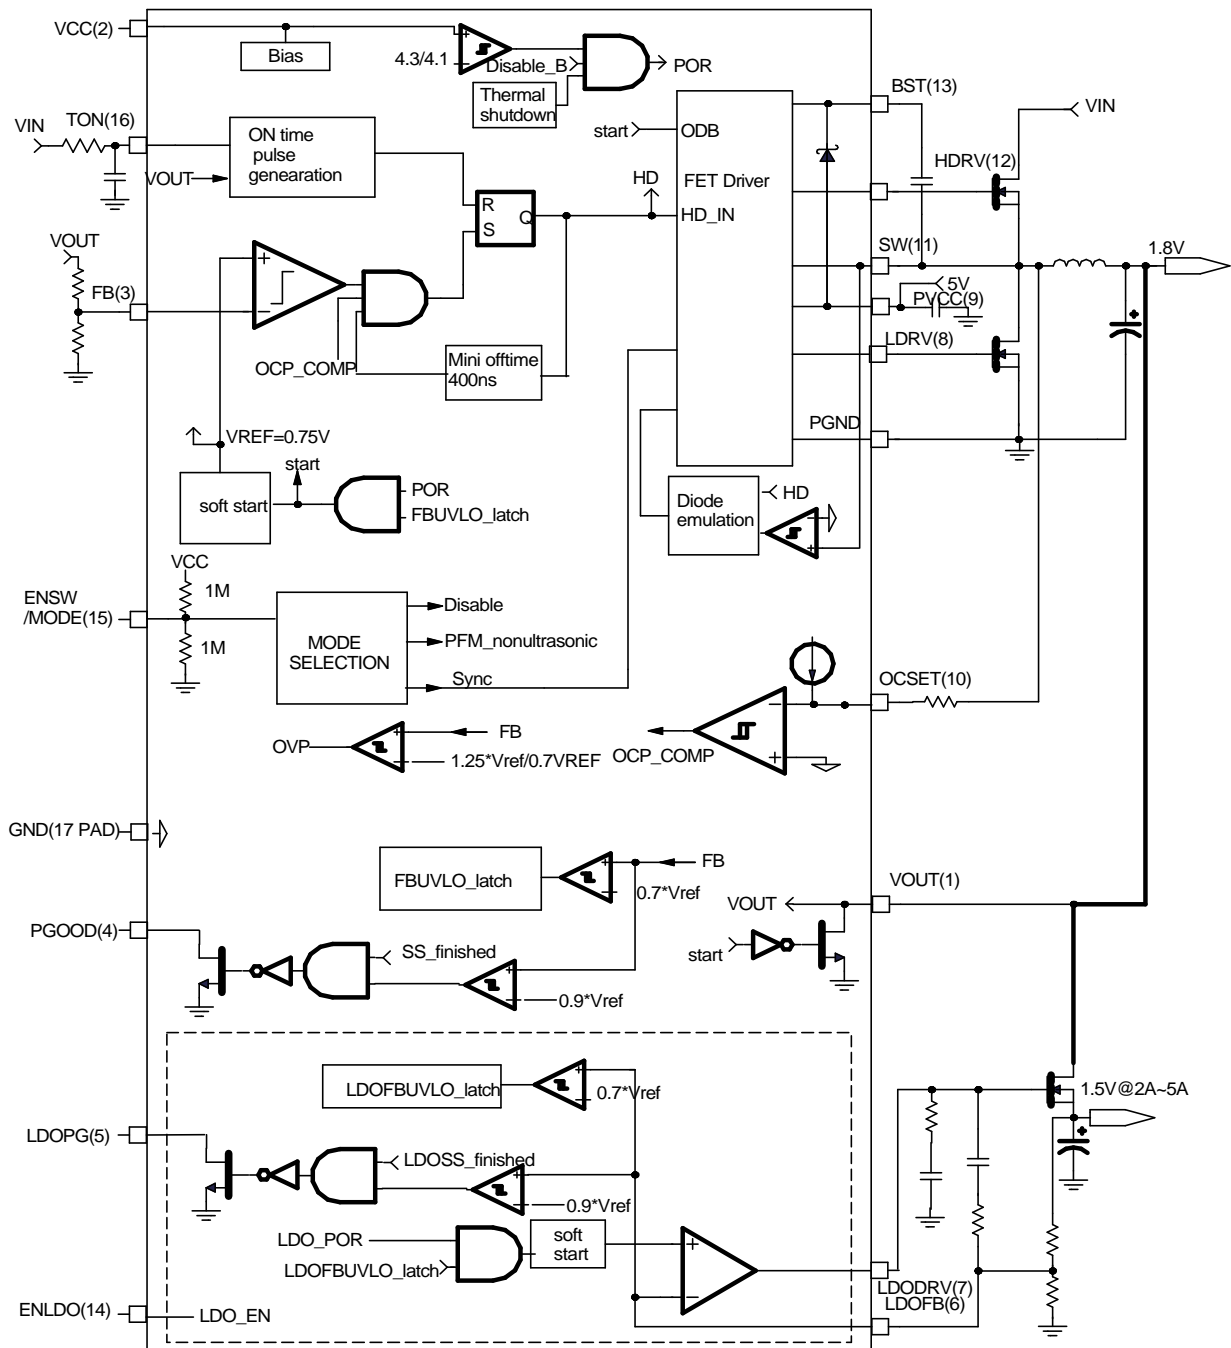 VCC(2)
Bias
4.3/4.1
Disable_B
POR
Thermal
shutdown
BST(13)
VIN
VIN
TON(16)
ON time
pulse
genearation
VOUT
start
ODB
HDRV(12)
HD
FET Driver
R
S
Q
HD_IN
VOUT
SW(11)
1.8V
FB(3)
5V
PVCC(9)
LDRV(8)
OCP_COMP
Mini offtime
400ns
PGND
VREF=0.75V
start
soft start
POR
FBUVLO_latch
Diode
emulation
HD
VCC
1M
ENSW
/MODE(15)
1M
MODE
SELECTION
Disable
PFM_nonultrasonic
Sync
OCSET(10)
OVP
FB
1.25*Vref/0.7VREF
OCP_COMP
GND(17 PAD)
FB
FBUVLO_latch
0.7*Vref
VOUT
VOUT(1)
PGOOD(4)
SS_finished
start
0.9*Vref
LDOFBUVLO_latch
0.7*Vref
1.5V@2A~5A
LDOPG(5)
LDOSS_finished
0.9*Vref
LDO_POR
soft
start
LDOFBUVLO_latch
LDODRV(7)
LDOFB(6)
ENLDO(14)
LDO_EN